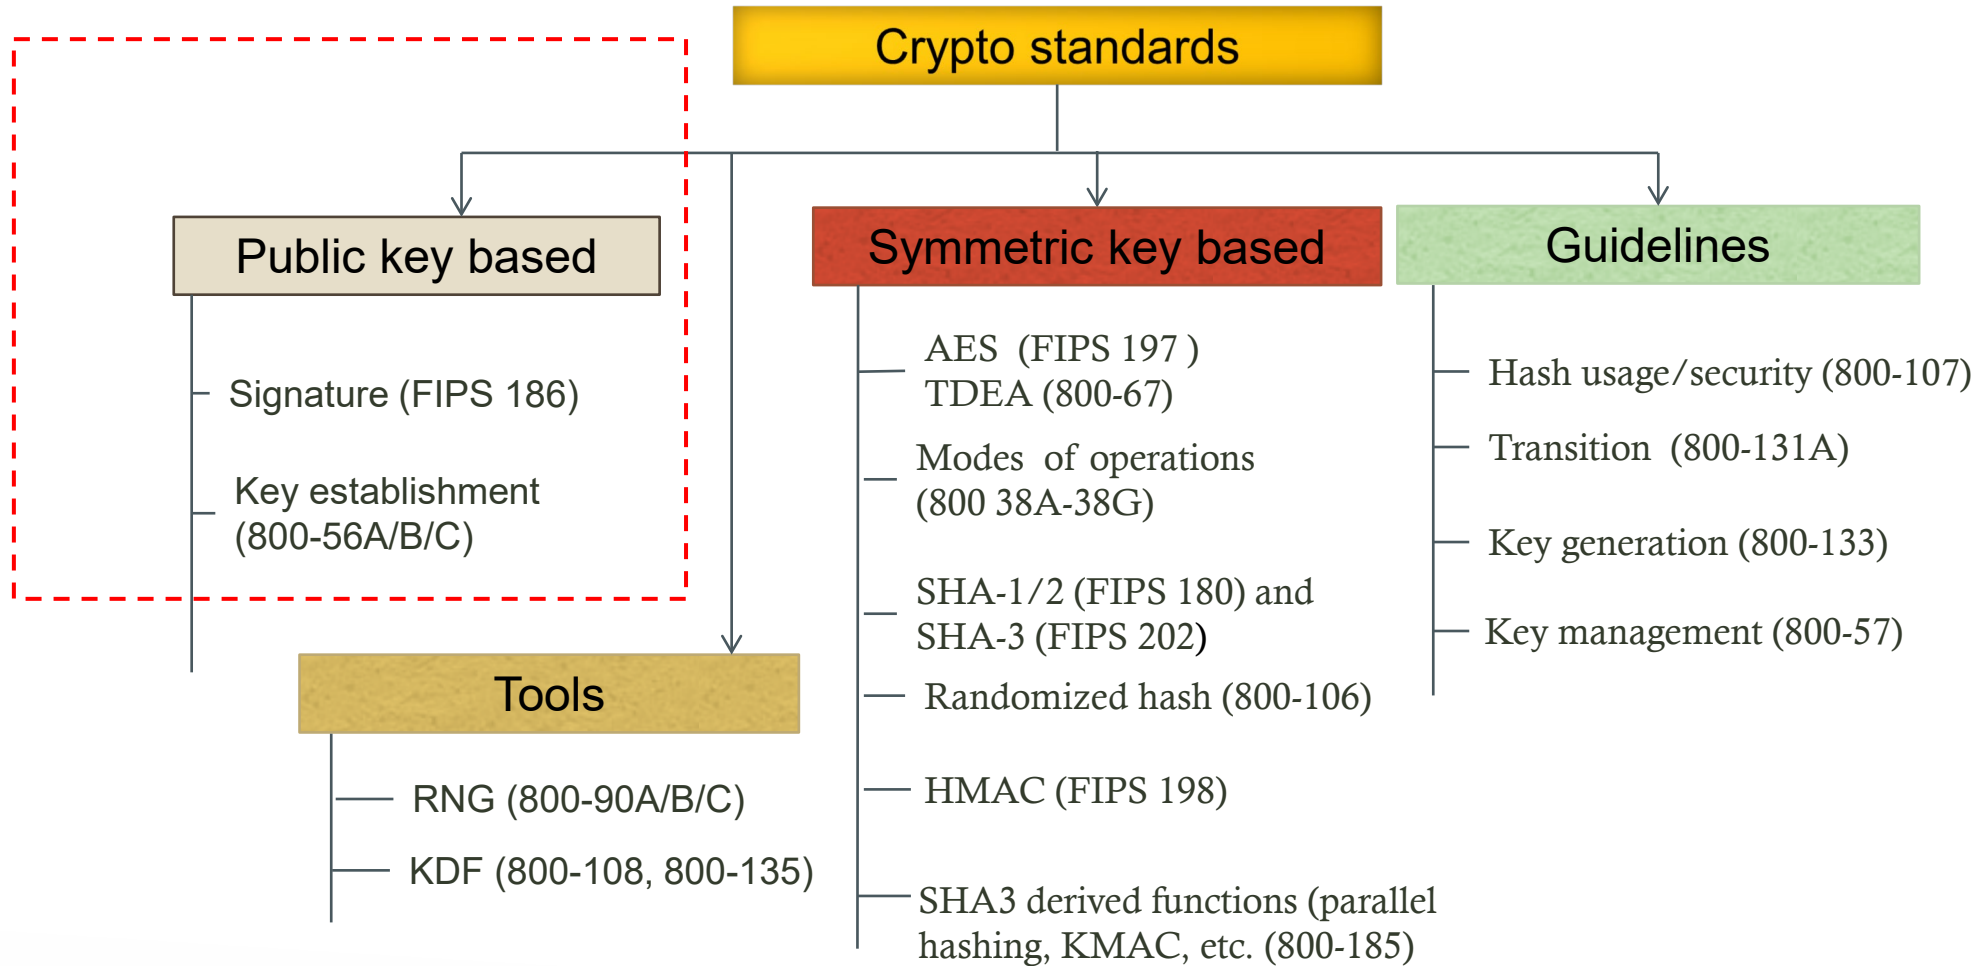 Crypto standards
Public key based
Signature (FIPS 186)
Key establishment
(800-56A/B/C)
Tools
RNG (800-90A/B/C)
KDF (800-108, 800-135)
Symmetric key based
AES (FIPS 197 )
TDEA (800-67)
Modes of operations
(800 38A-38G)
SHA-1/2 (FIPS 180) and
SHA-3 (FIPS 202)
Randomized hash (800-106)
HMAC (FIPS 198)
SHA3 derived functions (parallel
hashing, KMAC, etc. (800-185)
Guidelines
Hash usage/security (800-107)
Transition (800-131A)
Key generation (800-133)
Key management (800-57)